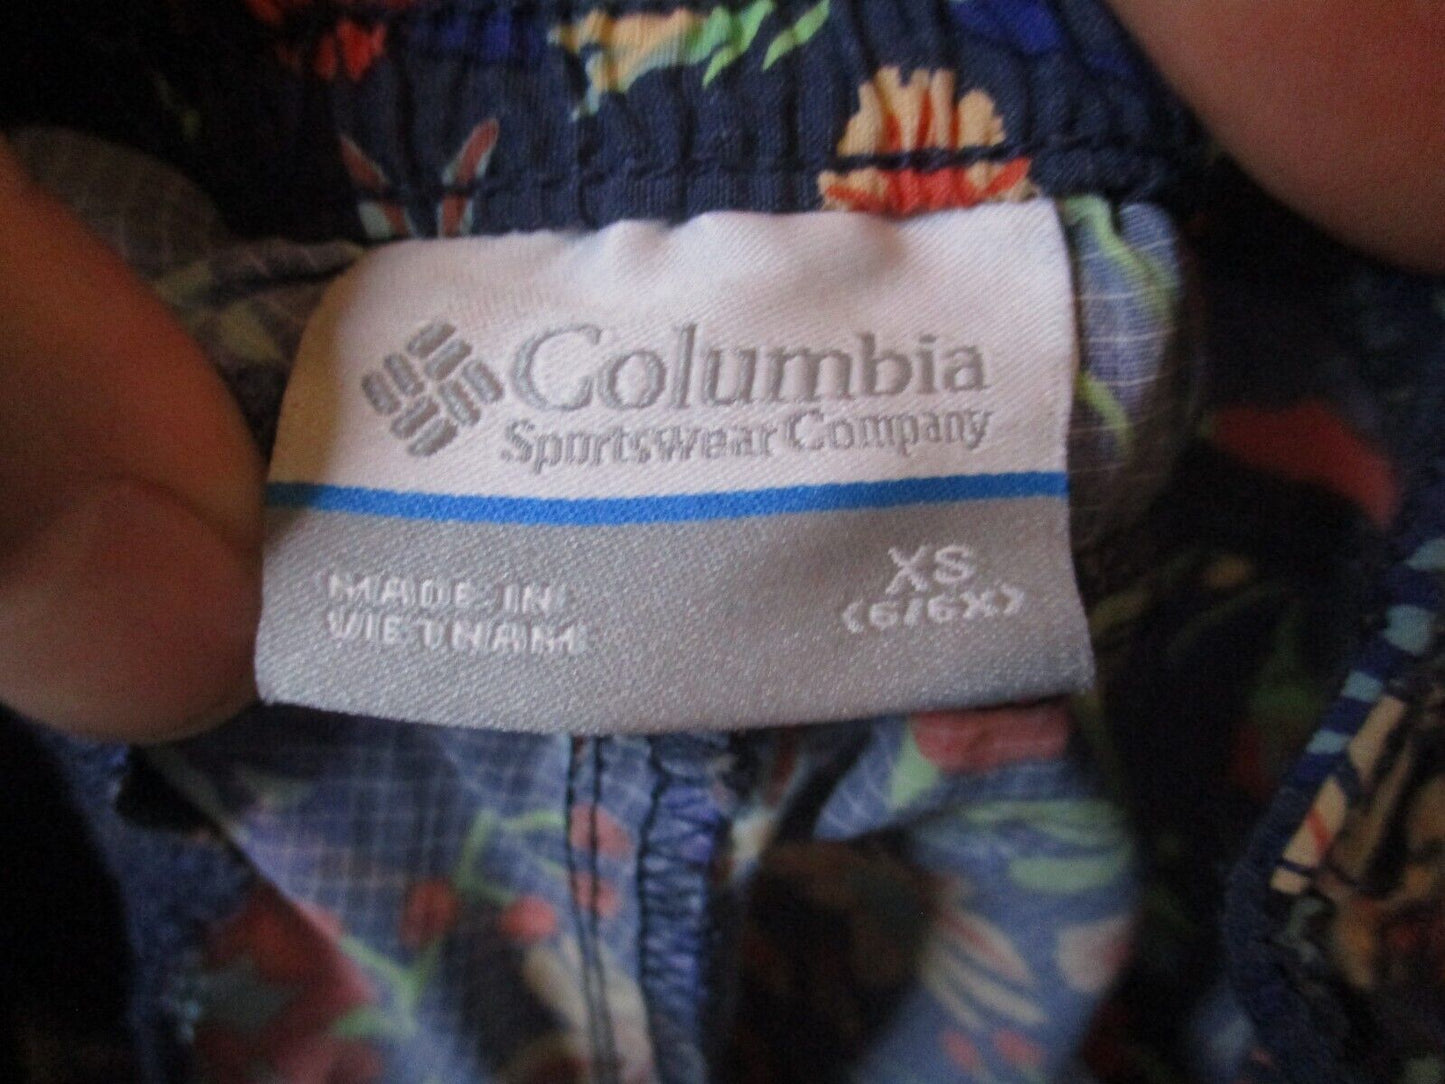 Columbia
Sportswear Company
MADE IN
VIETNAM
XS
(6/6X)